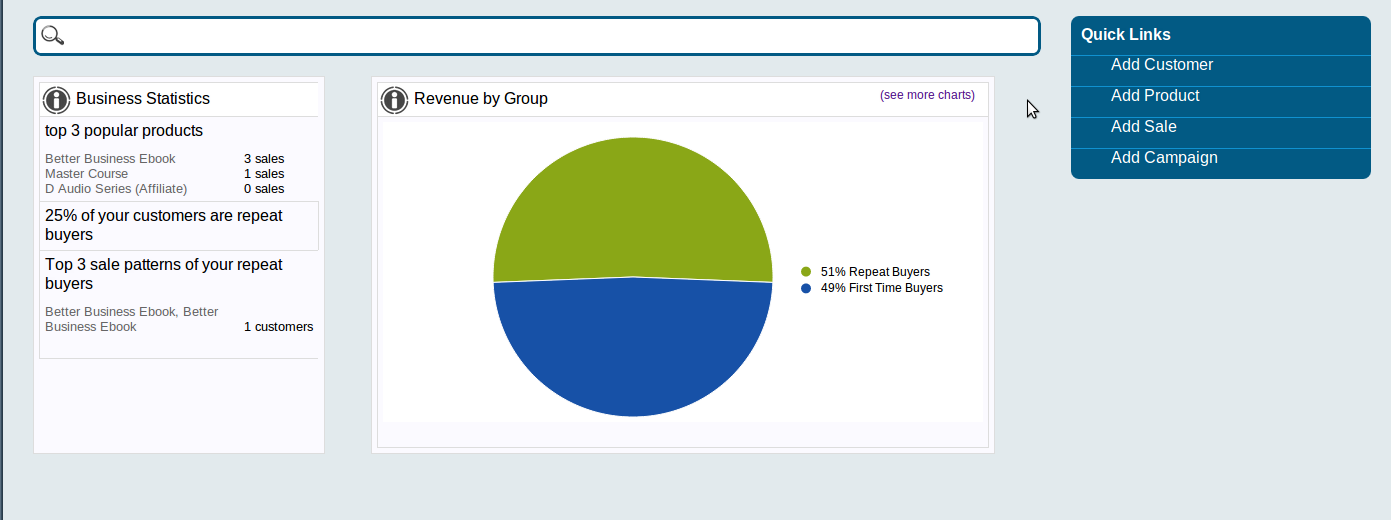 Quick Links
Add Customer
Add Product
Add Sale
Add Campaign
Business Statistics
top 3 popular products
Better Business Ebook 3 sales
Master Course 1 sales
D Audio Series (Affiliate) 0 sales
25% of your customers are repeat
buyers
Top 3 sale patterns of your repeat
buyers
Better Business Ebook, Better
Business Ebook 1 customers
Revenue by Group
(see more charts)
51% Repeat Buyers
49% First Time Buyers